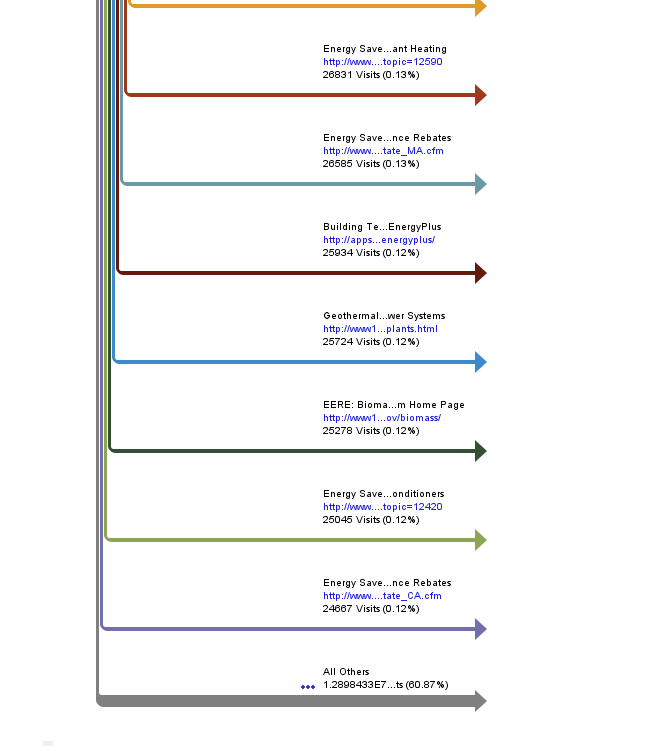 Energy Save...ant Heating
http://www....topic=12590
26831 Visits (0.13%)
Energy Save...nce Rebates
http://www....tate_MA.cfm
26585 Visits (0.13%)
Building Te...EnergyPlus
http://apps...energyplus/
25934 Visits (0.12%)
Geothermal...wer Systems
http://www1...plants.html
25724 Visits (0.12%)
EERE: Bioma...m Home Page
http://www1...ov/biomass/
25278 Visits (0.12%)
Energy Save...onditioners
http://www....topic=12420
25045 Visits (0.12%)
Energy Save...nce Rebates
http://www....tate_CA.cfm
24667 Visits (0.12%)
All Others
1.2898433E7...ts (60.87%)